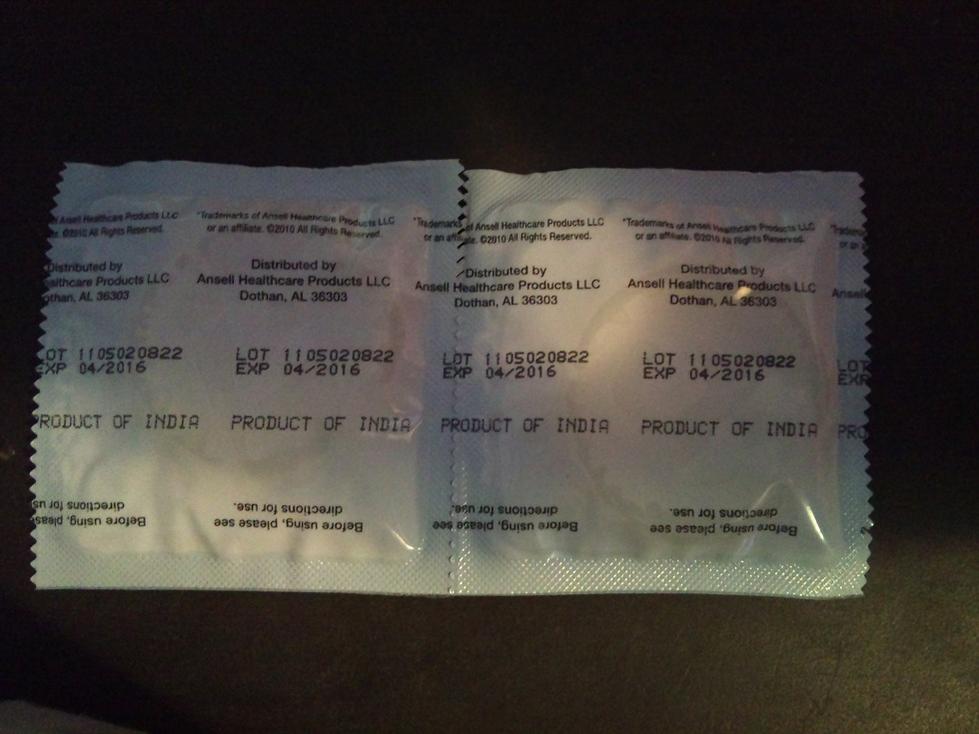 of Ansell Healthcare Products LLC *Trademarks of Ansell Healthcare Products LLC *Trademarks of Ansell Healthcare Products LLC *Trademarks of Ansell Healthcare Products LLC *Trademarks
©2010 All Rights Reserved. or an affiliate. ©2010 All Rights Reserved. or an affiliate. ©2010 All Rights Reserved. or an affiliate. ©2010 All Rights Reserved. or an
Distributed by Distributed by Distributed by Distributed by
althcare Products LLC Ansell Healthcare Products LLC Ansell Healthcare Products LLC Ansell Healthcare Products LLC Ansell
othan, AL 36303 Dothan, AL 36303 Dothan, AL 36303 Dothan, AL 36303
OT 1105020822 LOT 1105020822 LOT 1105020822 LOT 1105020822 LOT
EXP 04/2016 EXP 04/2016 EXP 04/2016 EXP 04/2016 EXP
PRODUCT OF INDIA PRODUCT OF INDIA PRODUCT OF INDIA PRODUCT OF INDIA PRO
Before using, please see Before using, please see Before using, please see Before using, please
directions for use. directions for use. directions for use. directions for us